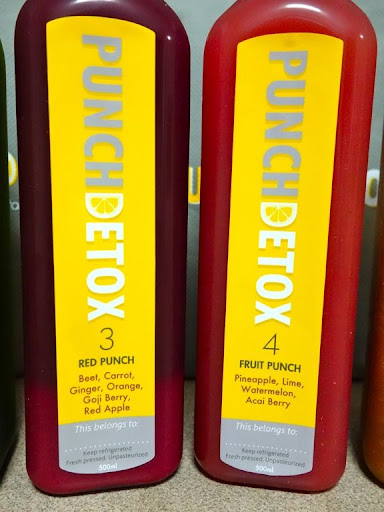 PUNCHDETOX
3
RED PUNCH
Beet, Carrot,
Ginger, Orange,
Goji Berry,
Red Apple
This belongs to:
Keep refrigerated
Fresh pressed. Unpasteurized
500ml
PUNCHDETOX
4
FRUIT PUNCH
Pineapple, Lime,
Watermelon,
Acai Berry
This belongs to:
Keep refrigerated
Fresh pressed. Unpasteurized
500ml